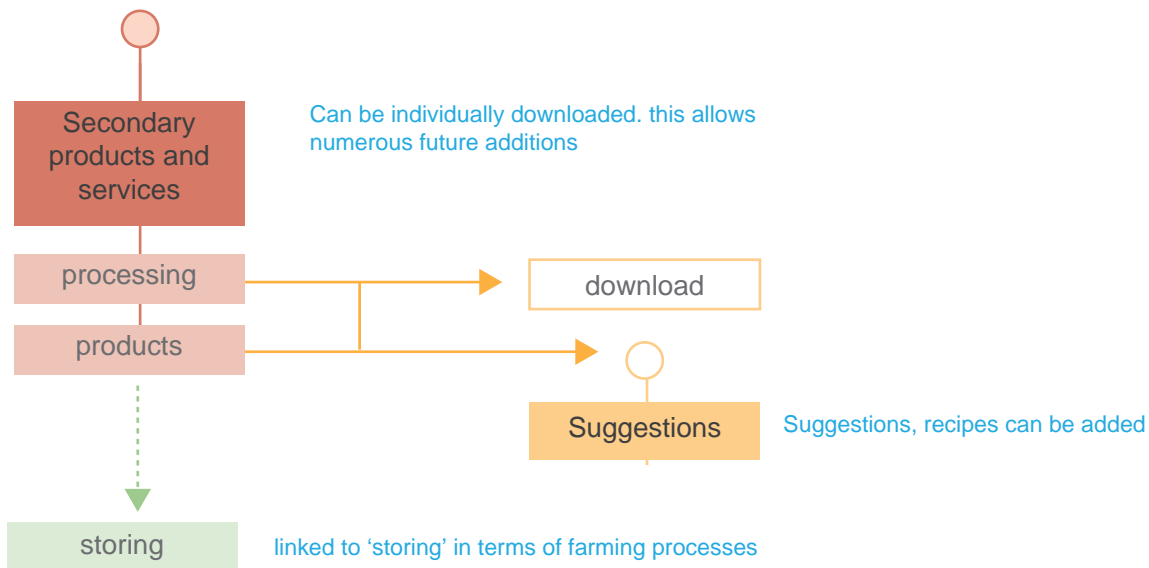 Secondary
products and
services
Can be individually downloaded. this allows
numerous future additions
processing
download
products
Suggestions
Suggestions, recipes can be added
storing
linked to ‘storing’ in terms of farming processes